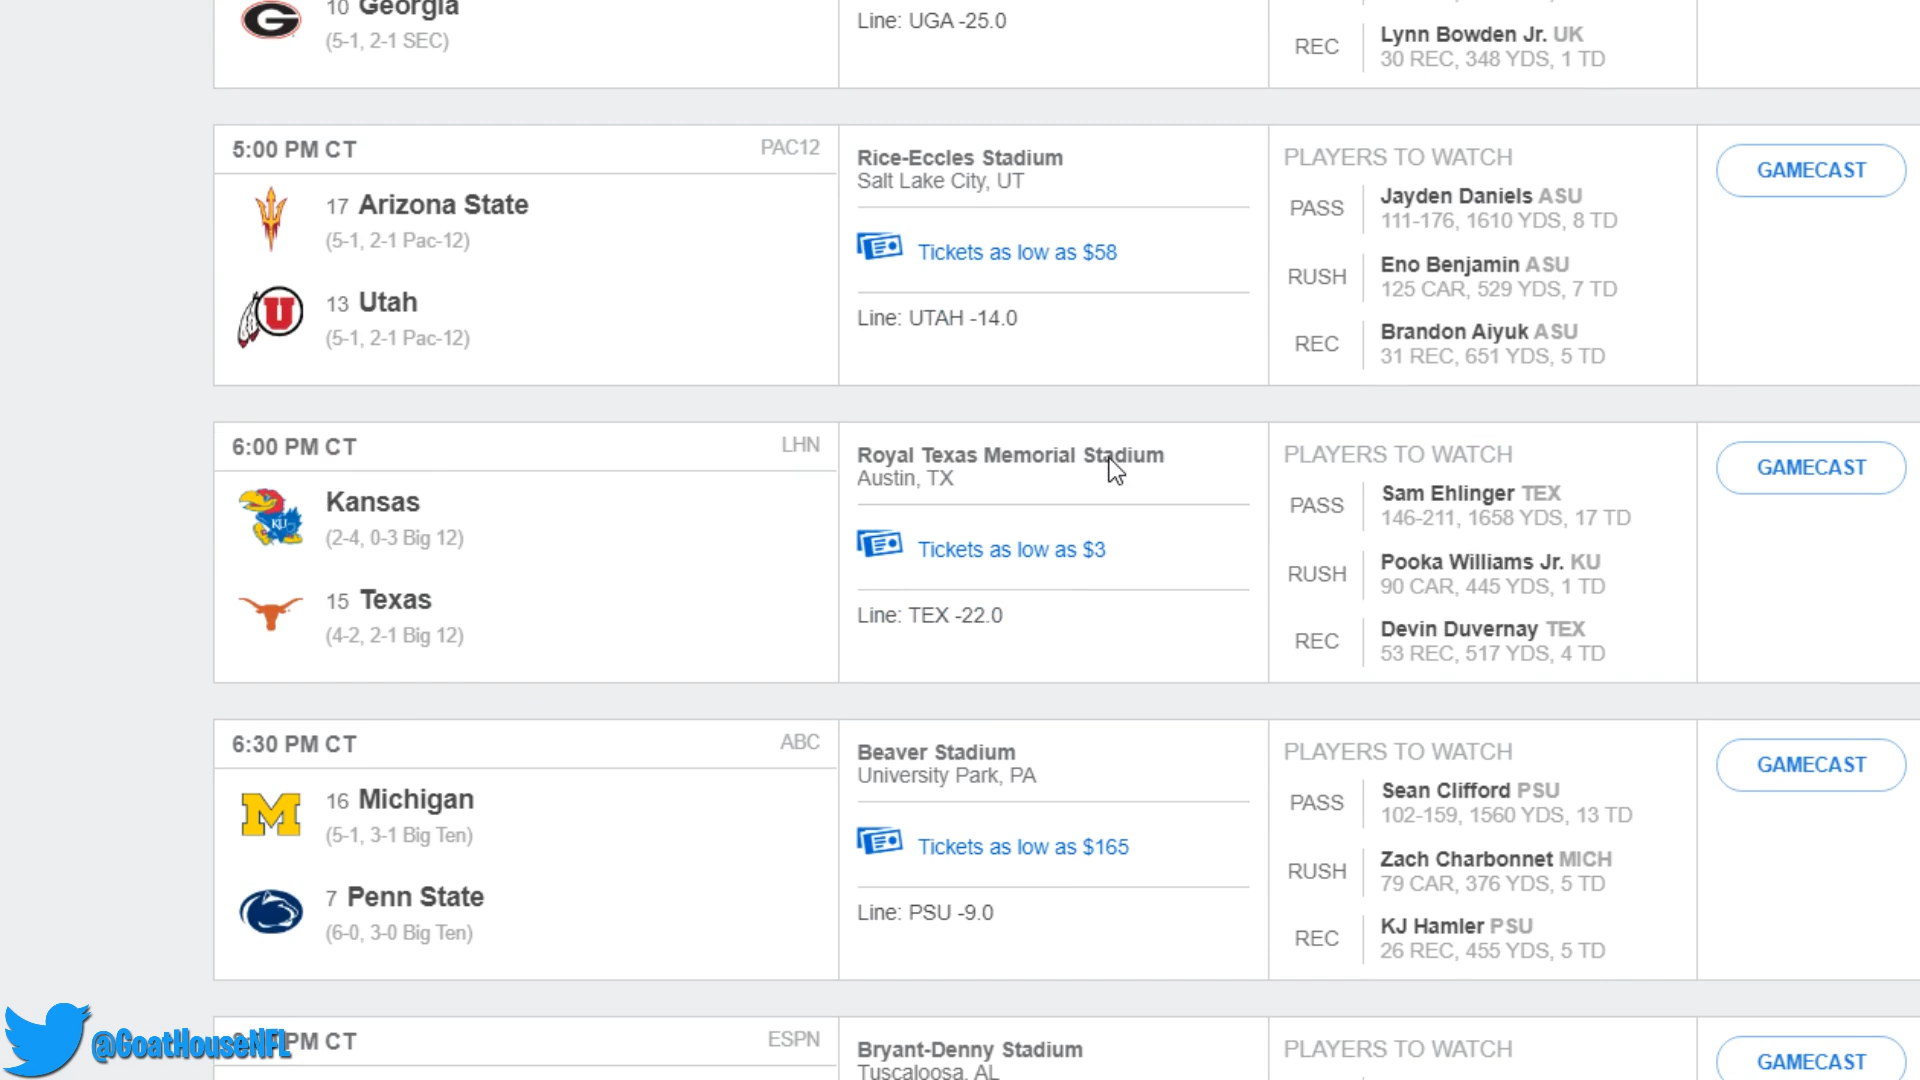 10 Georgia
(5-1, 2-1 SEC)
Line: UGA -25.0
REC
Lynn Bowden Jr. UK
30 REC, 348 YDS, 1 TD
5:00 PM CT
PAC12
17 Arizona State
(5-1, 2-1 Pac-12)
13 Utah
(5-1, 2-1 Pac-12)
Rice-Eccles Stadium
Salt Lake City, UT
Tickets as low as $58
Line: UTAH -14.0
PLAYERS TO WATCH
PASS
Jayden Daniels ASU
111-176, 1610 YDS, 8 TD
RUSH
Eno Benjamin ASU
125 CAR, 529 YDS, 7 TD
REC
Brandon Aiyuk ASU
31 REC, 651 YDS, 5 TD
GAMECAST
6:00 PM CT
LHN
Kansas
(2-4, 0-3 Big 12)
15 Texas
(4-2, 2-1 Big 12)
Royal Texas Memorial Stadium
Austin, TX
Tickets as low as $3
Line: TEX -22.0
PLAYERS TO WATCH
PASS
Sam Ehlinger TEX
146-211, 1658 YDS, 17 TD
RUSH
Pooka Williams Jr. KU
90 CAR, 445 YDS, 1 TD
REC
Devin Duvernay TEX
53 REC, 517 YDS, 4 TD
GAMECAST
6:30 PM CT
ABC
16 Michigan
(5-1, 3-1 Big Ten)
7 Penn State
(6-0, 3-0 Big Ten)
Beaver Stadium
University Park, PA
Tickets as low as $165
Line: PSU -9.0
PLAYERS TO WATCH
PASS
Sean Clifford PSU
102-159, 1560 YDS, 13 TD
RUSH
Zach Charbonnet MICH
79 CAR, 376 YDS, 5 TD
REC
KJ Hamler PSU
26 REC, 455 YDS, 5 TD
GAMECAST
PM CT
ESPN
Bryant-Denny Stadium
Tuscaloosa, AL
PLAYERS TO WATCH
GAMECAST
@GoatHouseNFL